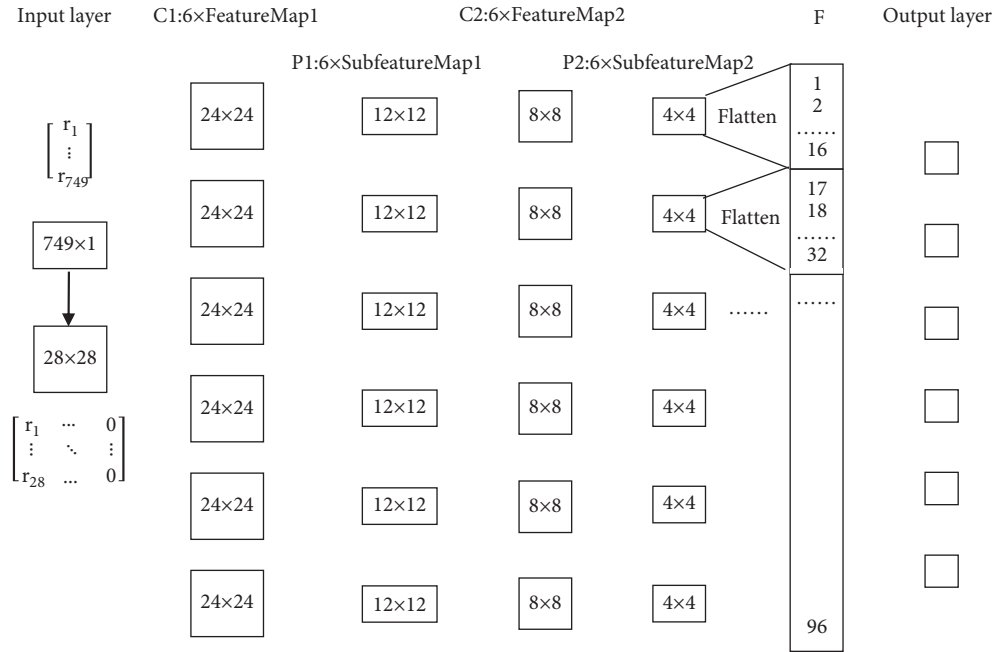 Input layer C1:6×FeatureMap1 C2:6×FeatureMap2 F Output layer
P1:6×SubfeatureMap1 P2:6×SubfeatureMap2
24×24 12×12 8×8 4×4 Flatten 1
2
......
16
r₁
⋮
r₇₄₉
24×24 12×12 8×8 4×4 Flatten 17
18
......
32
749×1
24×24 12×12 8×8 4×4 ...... ......
28×28
24×24 12×12 8×8 4×4
r₁ ... 0
⋮ ⋱ ⋮
r₂₈ ... 0
24×24 12×12 8×8 4×4
24×24 12×12 8×8 4×4 96